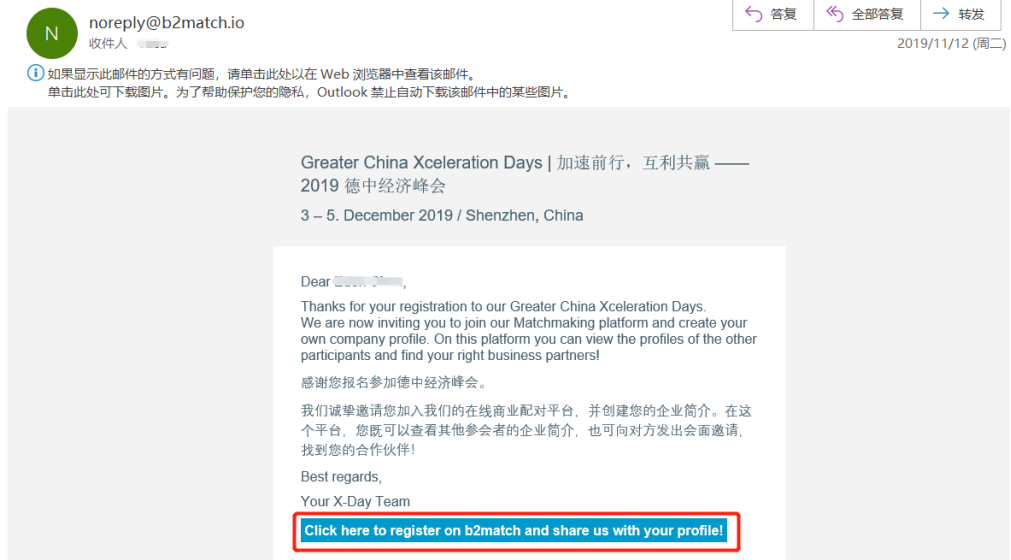 N
noreply@b2match.io
收件人
答复
全部答复
转发
2019/11/12 (周二)
如果显示此邮件的方式有问题，请单击此处以在 Web 浏览器中查看该邮件。
单击此处可下载图片。为了帮助保护您的隐私，Outlook 禁止自动下载该邮件中的某些图片。
Greater China Xceleration Days | 加速前行，互利共赢 ——
2019 德中经济峰会
3 – 5. December 2019 / Shenzhen, China
Dear ,
Thanks for your registration to our Greater China Xceleration Days.
We are now inviting you to join our Matchmaking platform and create your
own company profile. On this platform you can view the profiles of the other
participants and find your right business partners!
感谢您报名参加德中经济峰会。
我们诚挚邀请您加入我们的在线商业配对平台，并创建您的企业简介。在这
个平台，您既可以查看其他参会者的企业简介，也可向对方发出会面邀请，
找到您的合作伙伴！
Best regards,
Your X-Day Team
Click here to register on b2match and share us with your profile!